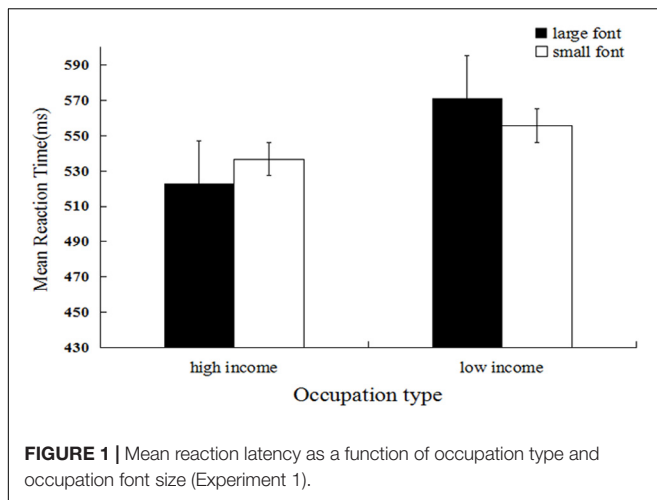 large font
small font
590
570
550
530
510
490
470
450
430
Mean Reaction Time(ms)
high income
low income
Occupation type
FIGURE 1 | Mean reaction latency as a function of occupation type and
occupation font size (Experiment 1).